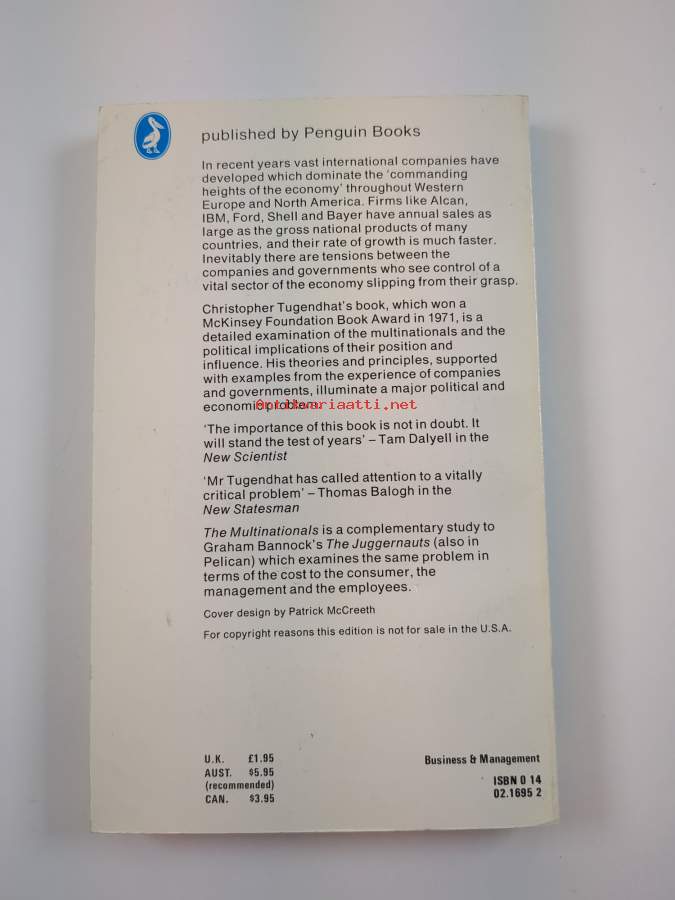 published by Penguin Books
In recent years vast international companies have
developed which dominate the ‘commanding
heights of the economy’ throughout Western
Europe and North America. Firms like Alcan,
IBM, Ford, Shell and Bayer have annual sales as
large as the gross national products of many
countries, and their rate of growth is much faster.
Inevitably there are tensions between the
companies and governments who see control of a
vital sector of the economy slipping from their grasp.
Christopher Tugendhat’s book, which won a
McKinsey Foundation Book Award in 1971, is a
detailed examination of the multinationals and the
political implications of their position and
influence. His theories and principles, supported
with examples from the experience of companies
and governments, illuminate a major political and
economic problem.
antikvariaatti.net
‘The importance of this book is not in doubt. It
will stand the test of years’ – Tam Dalyell in the
New Scientist
‘Mr Tugendhat has called attention to a vitally
critical problem’ – Thomas Balogh in the
New Statesman
The Multinationals is a complementary study to
Graham Bannock’s The Juggernauts (also in
Pelican) which examines the same problem in
terms of the cost to the consumer, the
management and the employees.
Cover design by Patrick McCreeth
For copyright reasons this edition is not for sale in the U.S.A.
U.K. £1.95
AUST. $5.95
(recommended)
CAN. $3.95
Business & Management
ISBN 0 14
02.1695 2